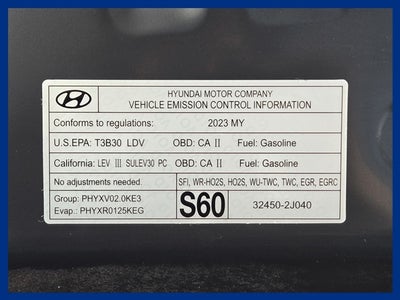 HYUNDAI MOTOR COMPANY
VEHICLE EMISSION CONTROL INFORMATION
Conforms to regulations: 2023 MY
U.S.EPA: T3B30 LDV OBD: CA II Fuel: Gasoline
California: LEV III SULEV30 PC OBD: CA II Fuel: Gasoline
No adjustments needed. SFI, WR-HO2S, HO2S, WU-TWC, TWC, EGR, EGRC
Group: PHYXV02.0KE3
Evap.: PHYXR0125KEG
S60 32450-2J040